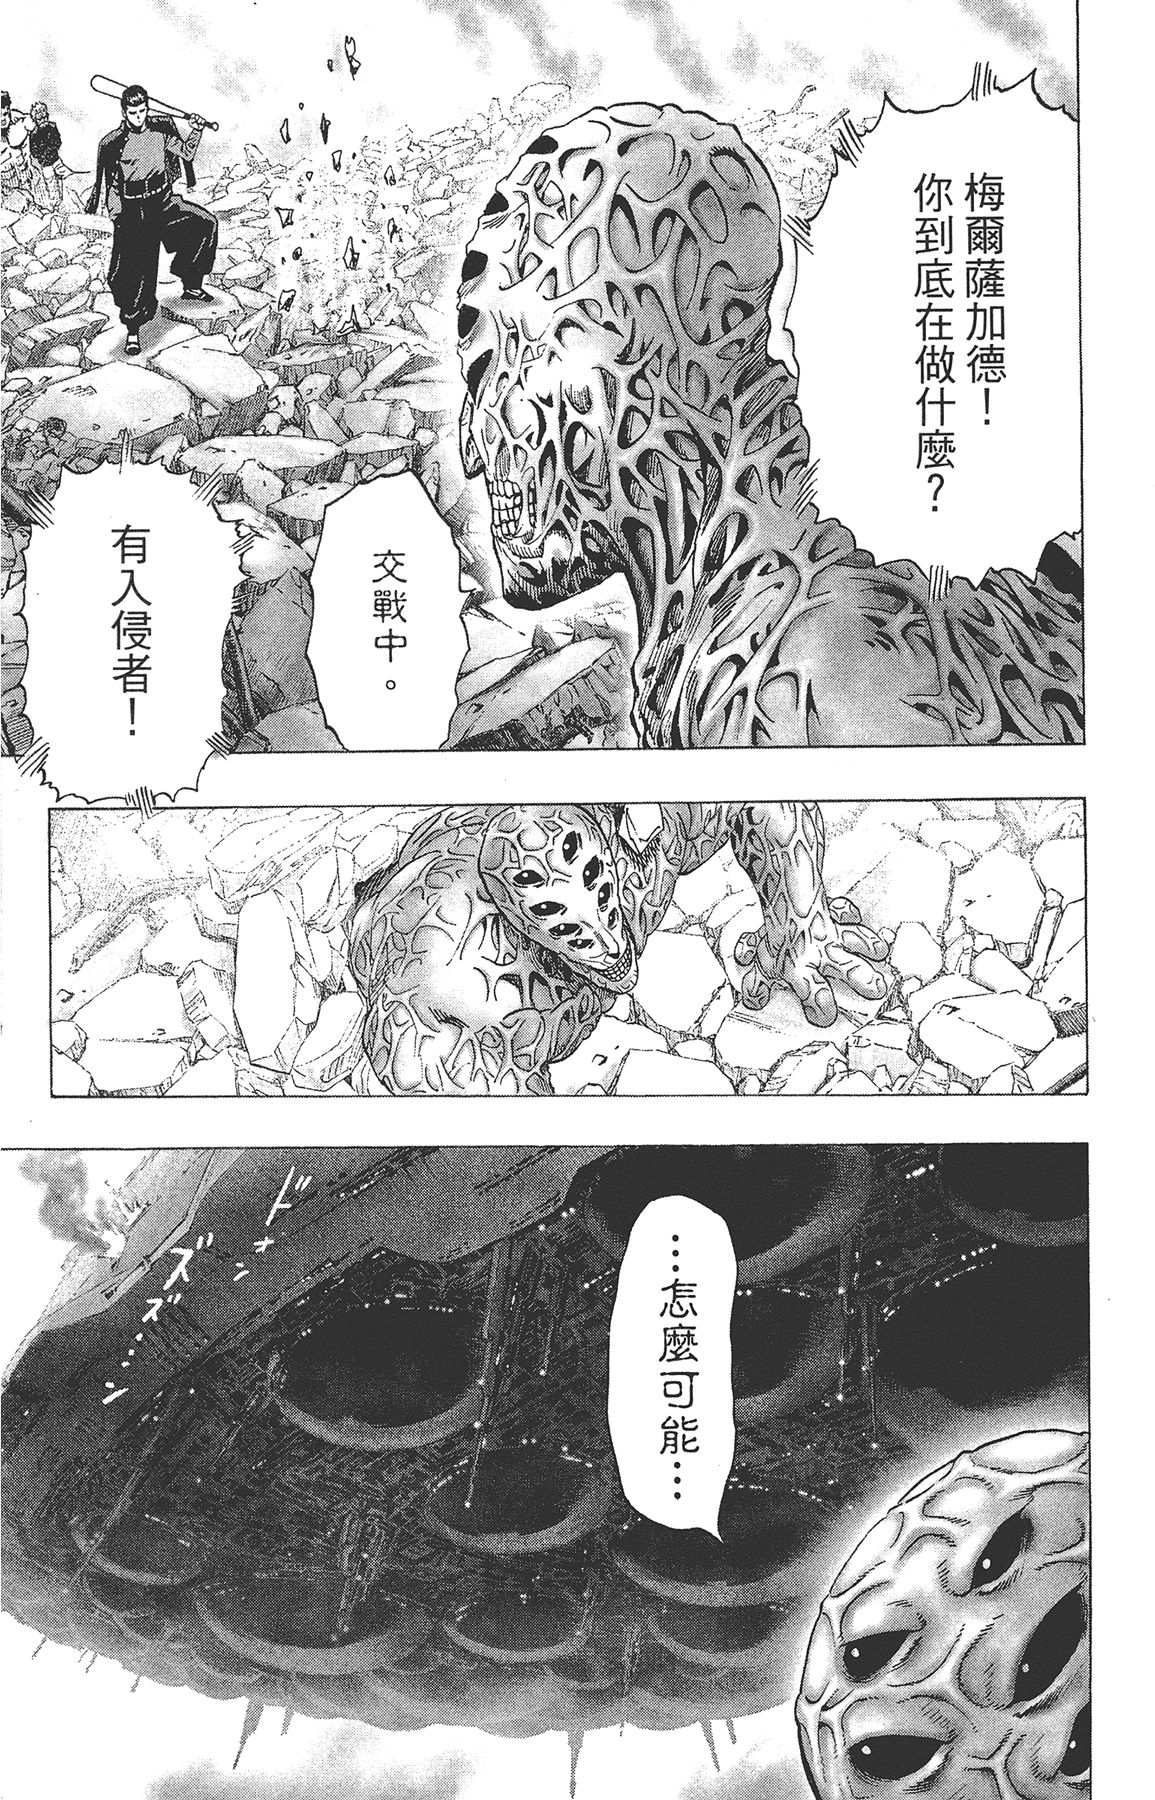 梅爾薩加德！
你到底在做什麼？
交戰中。
有入侵者！
ドドン
ズズン
…怎麼可能…